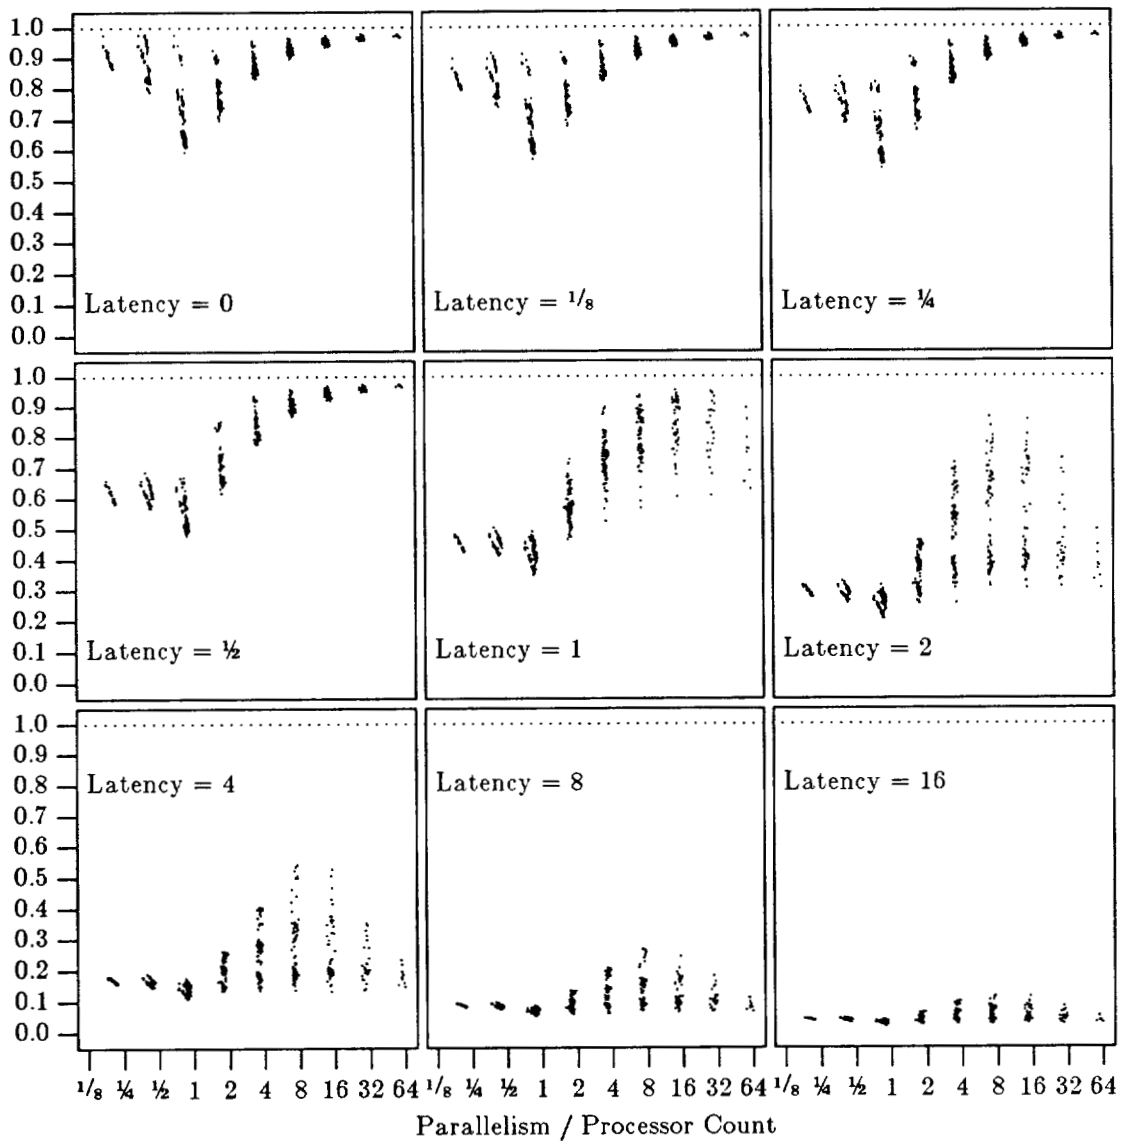 1.0
0.9
0.8
0.7
0.6
0.5
0.4
0.3
0.2
0.1
0.0
Latency = 0
Latency = 1/8
Latency = ¼
1.0
0.9
0.8
0.7
0.6
0.5
0.4
0.3
0.2
0.1
0.0
Latency = ½
Latency = 1
Latency = 2
1.0
0.9
0.8
0.7
0.6
0.5
0.4
0.3
0.2
0.1
0.0
Latency = 4
Latency = 8
Latency = 16
1/8 ¼ ½ 1 2 4 8 16 32 64
1/8 ¼ ½ 1 2 4 8 16 32 64
1/8 ¼ ½ 1 2 4 8 16 32 64
Parallelism / Processor Count